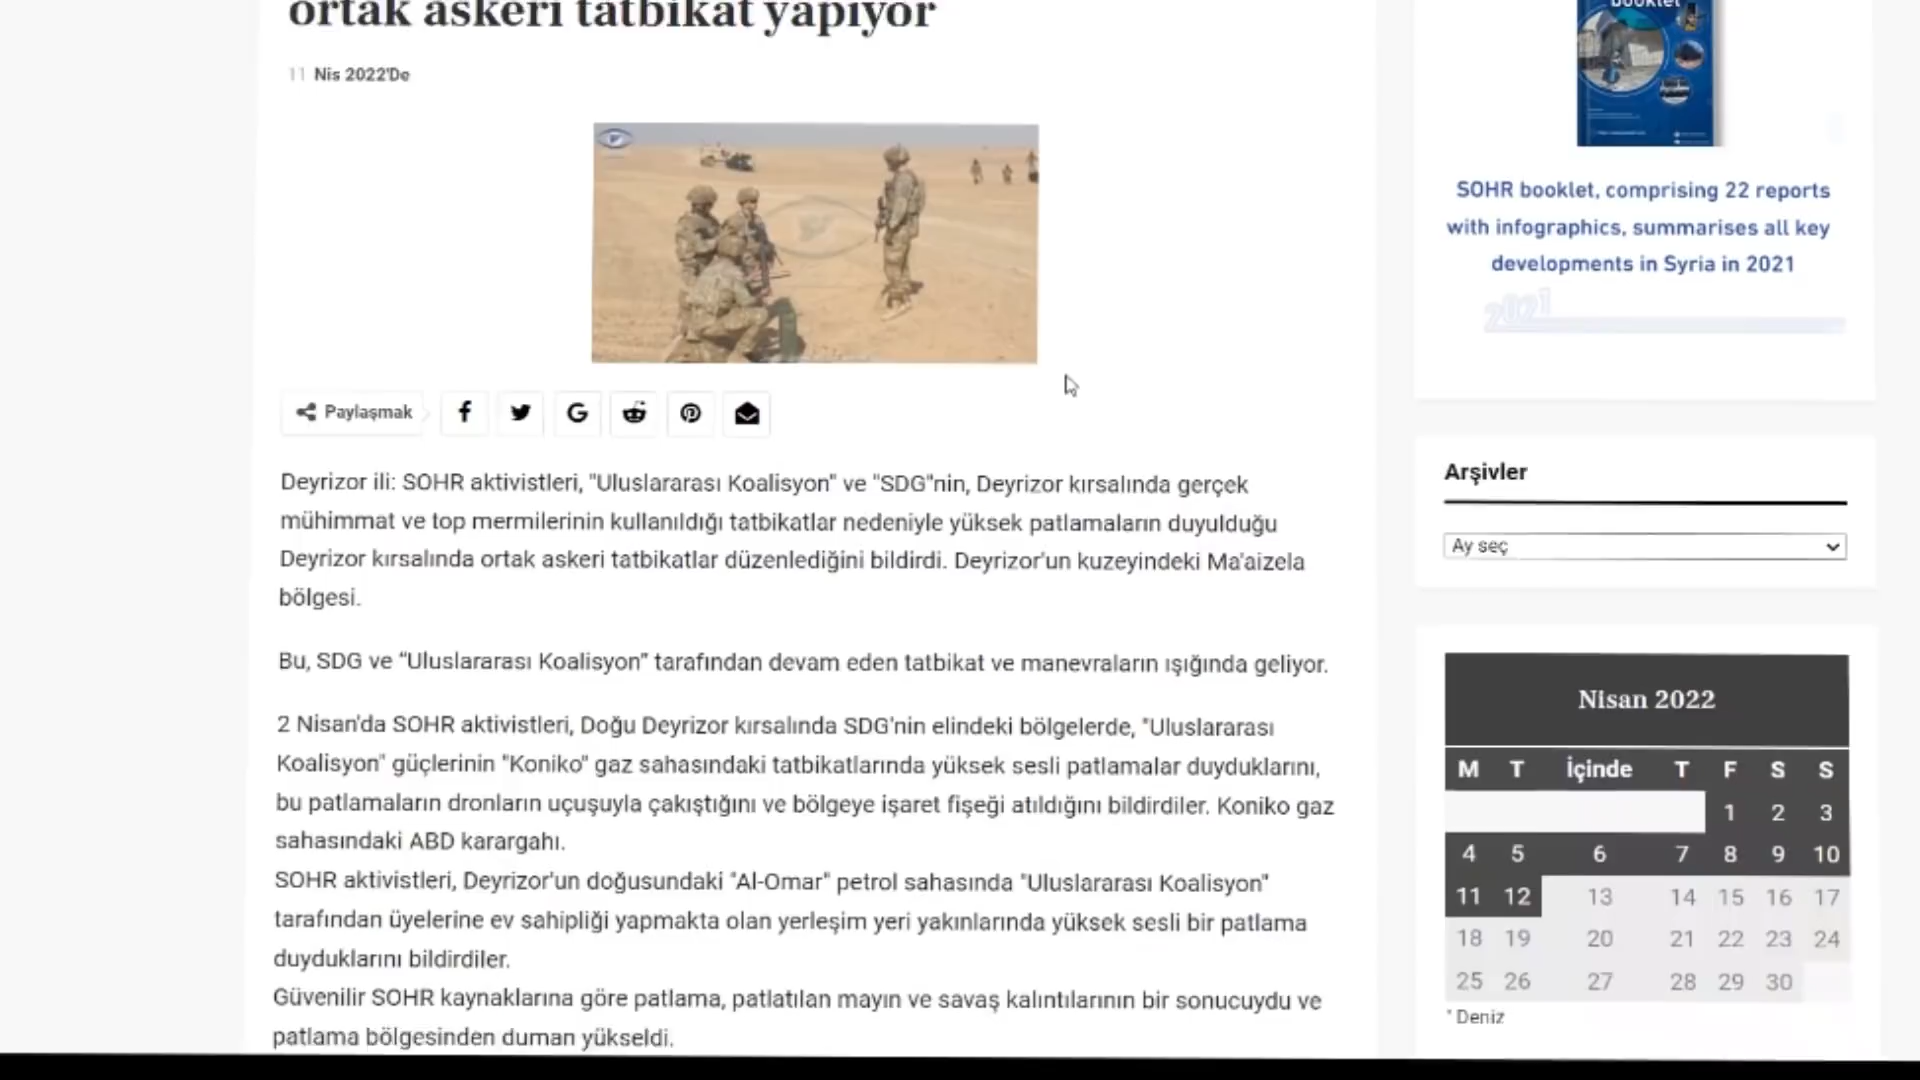 ortak askeri tatbikat yapıyor
11 Nis 2022'De
Paylaşmak
Deyrizor ili: SOHR aktivistleri, "Uluslararası Koalisyon" ve "SDG"nin, Deyrizor kırsalında gerçek
mühimmat ve top mermilerinin kullanıldığı tatbikatlar nedeniyle yüksek patlamaların duyulduğu
Deyrizor kırsalında ortak askeri tatbikatlar düzenlediğini bildirdi. Deyrizor'un kuzeyindeki Ma'aizela
bölgesi.
Bu, SDG ve “Uluslararası Koalisyon” tarafından devam eden tatbikat ve manevraların ışığında geliyor.
2 Nisan'da SOHR aktivistleri, Doğu Deyrizor kırsalında SDG'nin elindeki bölgelerde, "Uluslararası
Koalisyon" güçlerinin "Koniko" gaz sahasındaki tatbikatlarında yüksek sesli patlamalar duyduklarını,
bu patlamaların dronların uçuşuyla çakıştığını ve bölgeye işaret fişeği atıldığını bildirdiler. Koniko gaz
sahasındaki ABD karargahı.
SOHR aktivistleri, Deyrizor'un doğusundaki "Al-Omar" petrol sahasında "Uluslararası Koalisyon"
tarafından üyelerine ev sahipliği yapmakta olan yerleşim yeri yakınlarında yüksek sesli bir patlama
duyduklarını bildirdiler.
Güvenilir SOHR kaynaklarına göre patlama, patlatılan mayın ve savaş kalıntılarının bir sonucuydu ve
patlama bölgesinden duman yükseldi.
booklet
SOHR booklet, comprising 22 reports
with infographics, summarises all key
developments in Syria in 2021
2021
Arşivler
Ay seç
Nisan 2022
M T İçinde T F S S
1 2 3
4 5 6 7 8 9 10
11 12 13 14 15 16 17
18 19 20 21 22 23 24
25 26 27 28 29 30
" Deniz